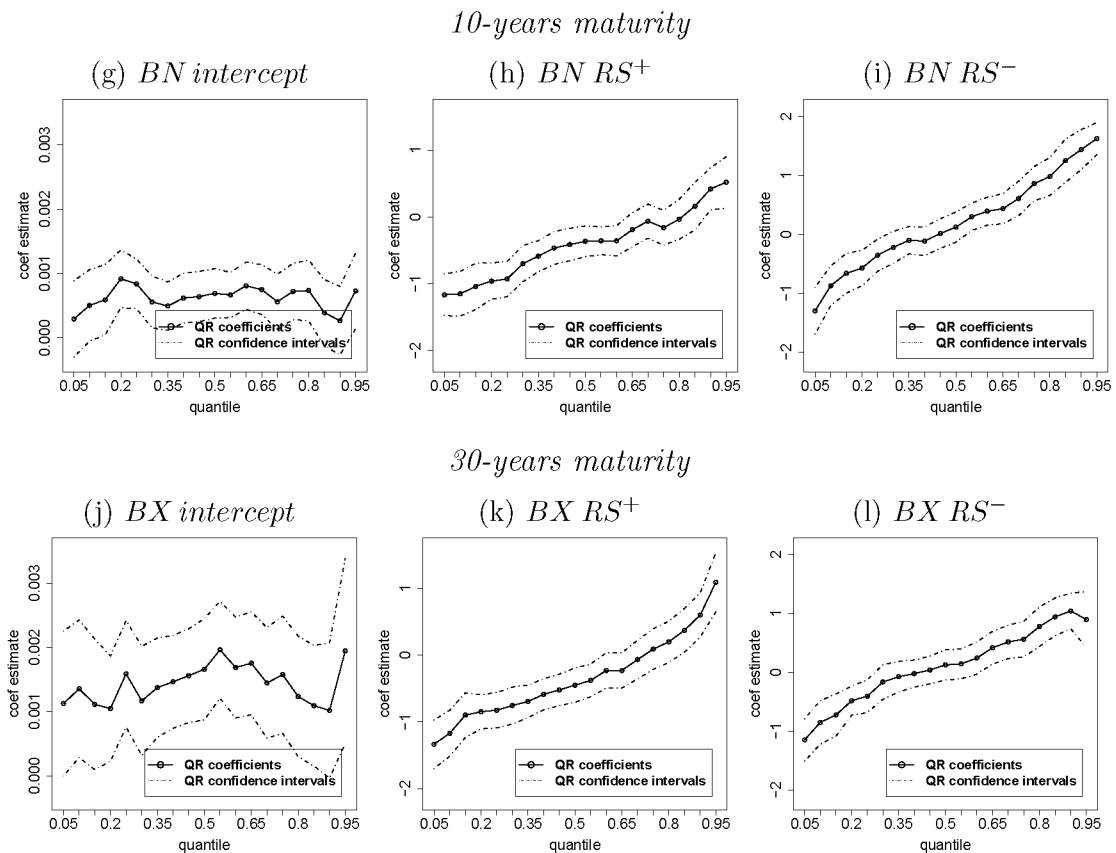 10-years maturity
(g) BN intercept
(h) BN RS+
(i) BN RS−
coef estimate
0.003
0.002
0.001
0.000
QR coefficients
QR confidence intervals
0.05 0.2 0.35 0.5 0.65 0.8 0.95
quantile
coef estimate
1
0
−1
−2
QR coefficients
QR confidence intervals
0.05 0.2 0.35 0.5 0.65 0.8 0.95
quantile
coef estimate
2
1
0
−1
−2
QR coefficients
QR confidence intervals
0.05 0.2 0.35 0.5 0.65 0.8 0.95
quantile
30-years maturity
(j) BX intercept
(k) BX RS+
(l) BX RS−
coef estimate
0.003
0.002
0.001
0.000
QR coefficients
QR confidence intervals
0.05 0.2 0.35 0.5 0.65 0.8 0.95
quantile
coef estimate
1
0
−1
−2
QR coefficients
QR confidence intervals
0.05 0.2 0.35 0.5 0.65 0.8 0.95
quantile
coef estimate
2
1
0
−1
−2
QR coefficients
QR confidence intervals
0.05 0.2 0.35 0.5 0.65 0.8 0.95
quantile